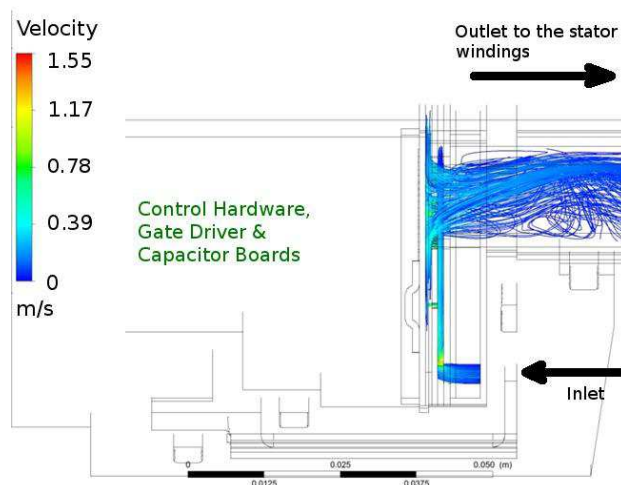 Velocity
1.55
1.17
0.78
0.39
0
m/s
Outlet to the stator
windings
Control Hardware,
Gate Driver &
Capacitor Boards
Inlet
0
0.025
0.050 (m)
0.0125
0.0375